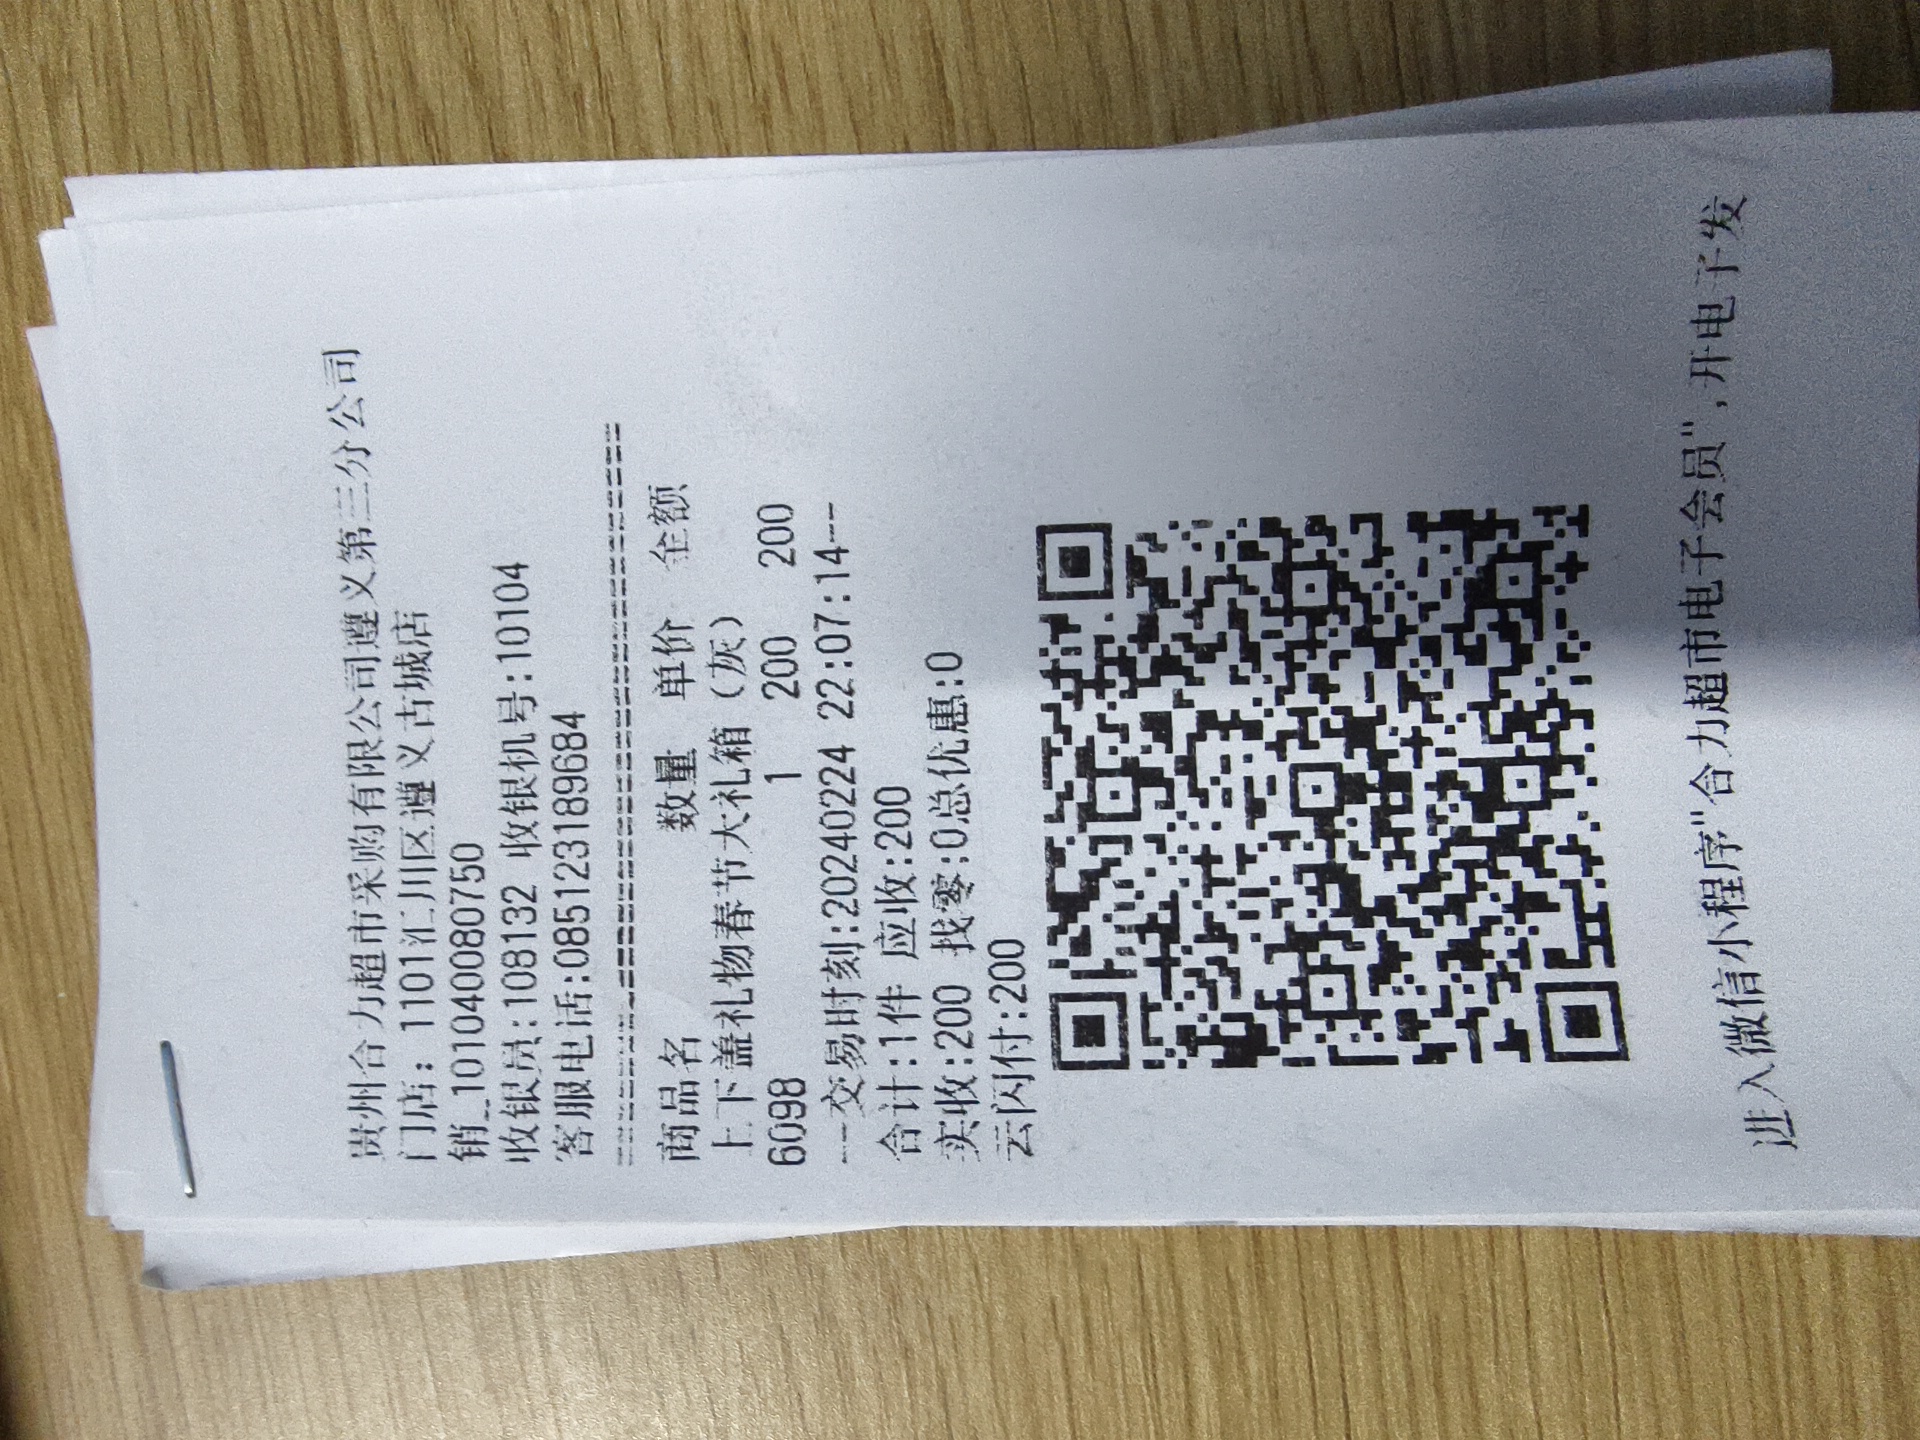 贵州合力超市采购有限公司遵义第三分公司
门店: 1101汇川区遵义古城店
销_1010400807750
收银员:108132 收银机号:10104
客服电话:085123189684
================================
商品名 数量 单价 金额
上下盖礼物春节大礼箱（灰）
6098 1 200 200
--交易时刻:20240224 22:07:14--
合计:1件 应收:200
实收:200 找零:0总优惠:0
云闪付:200
进入微信小程序"合力超市电子会员",开电子发